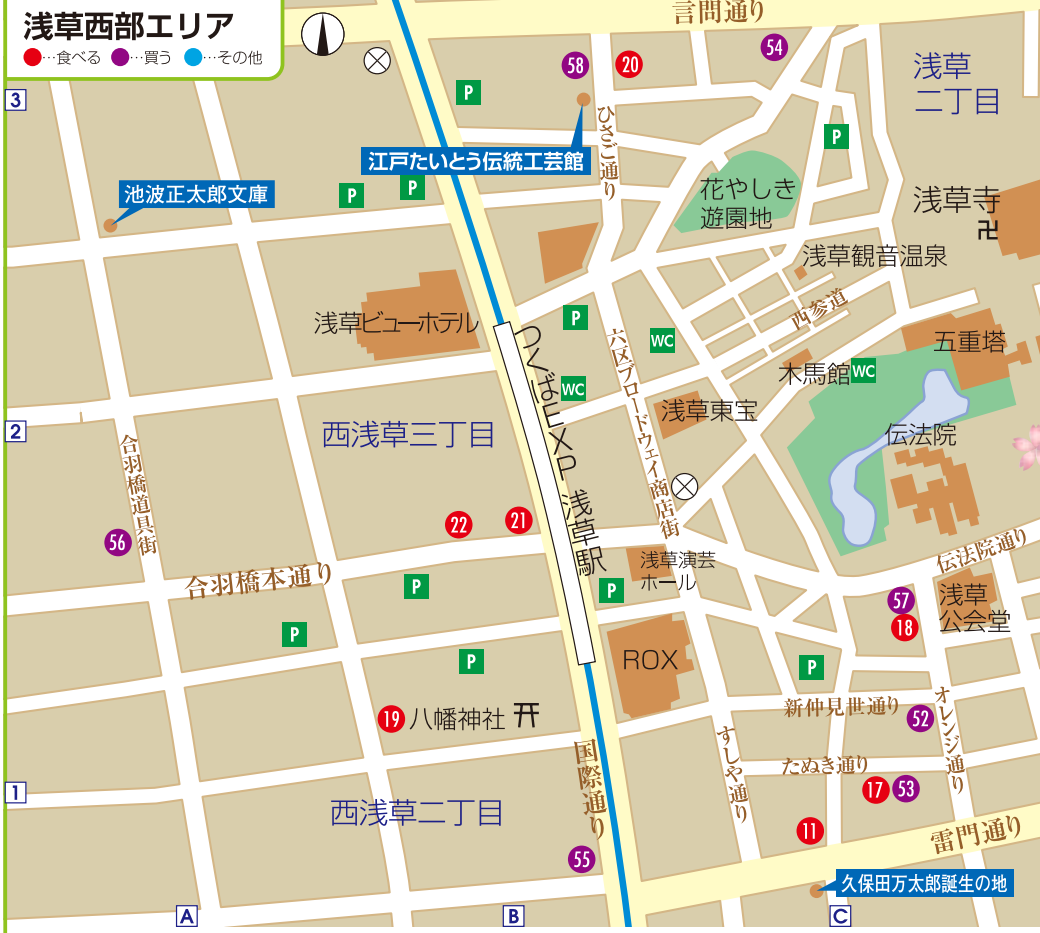 浅草西部エリア
●…食べる ●…買う ●…その他
言問通り
3
58
20
54
浅草
二丁目
P
P
江戸たいとう伝統工芸館
ひさご通り
池波正太郎文庫
P
P
花やしき
遊園地
浅草寺
卍
浅草観音温泉
西参道
浅草ビューホテル
P
WC
五重塔
木馬館
WC
WC
つくばEXP 浅草駅
六区ブロードウェイ商店街
浅草東宝
2
西浅草三丁目
伝法院
合羽橋道具街
56
22
21
合羽橋本通り
浅草演芸
ホール
伝法院通り
P
P
57
18
浅草
公会堂
P
P
ROX
P
19
八幡神社
新仲見世通り
52
オレンジ通り
すしや通り
国際通り
たぬき通り
1
17
53
西浅草二丁目
11
雷門通り
55
久保田万太郎誕生の地
A
B
C